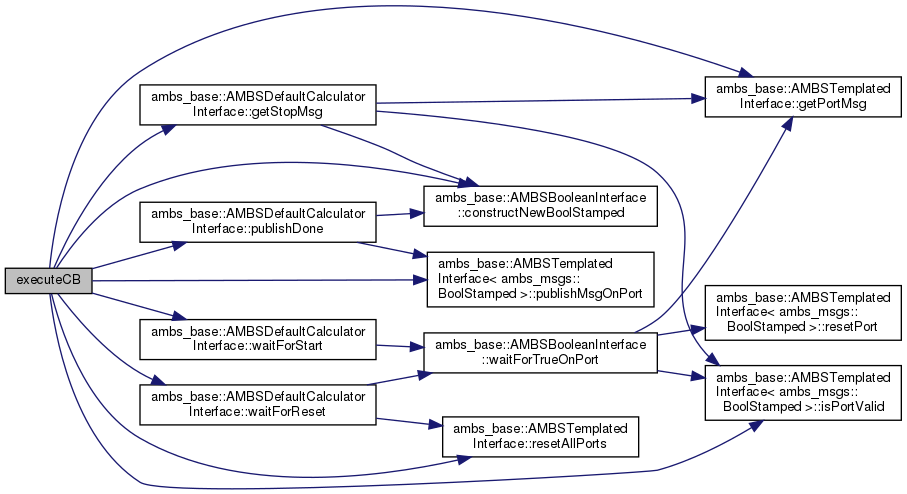 executeCB
ambs_base::AMBSDefaultCalculator
Interface::getStopMsg
ambs_base::AMBSDefaultCalculator
Interface::publishDone
ambs_base::AMBSDefaultCalculator
Interface::waitForStart
ambs_base::AMBSDefaultCalculator
Interface::waitForReset
ambs_base::AMBSBooleanInterface
::constructNewBoolStamped
ambs_base::AMBSTemplated
Interface< ambs_msgs::
BoolStamped >::publishMsgOnPort
ambs_base::AMBSBooleanInterface
::waitForTrueOnPort
ambs_base::AMBSTemplated
Interface::resetAllPorts
ambs_base::AMBSTemplated
Interface::getPortMsg
ambs_base::AMBSTemplated
Interface< ambs_msgs::
BoolStamped >::resetPort
ambs_base::AMBSTemplated
Interface< ambs_msgs::
BoolStamped >::isPortValid